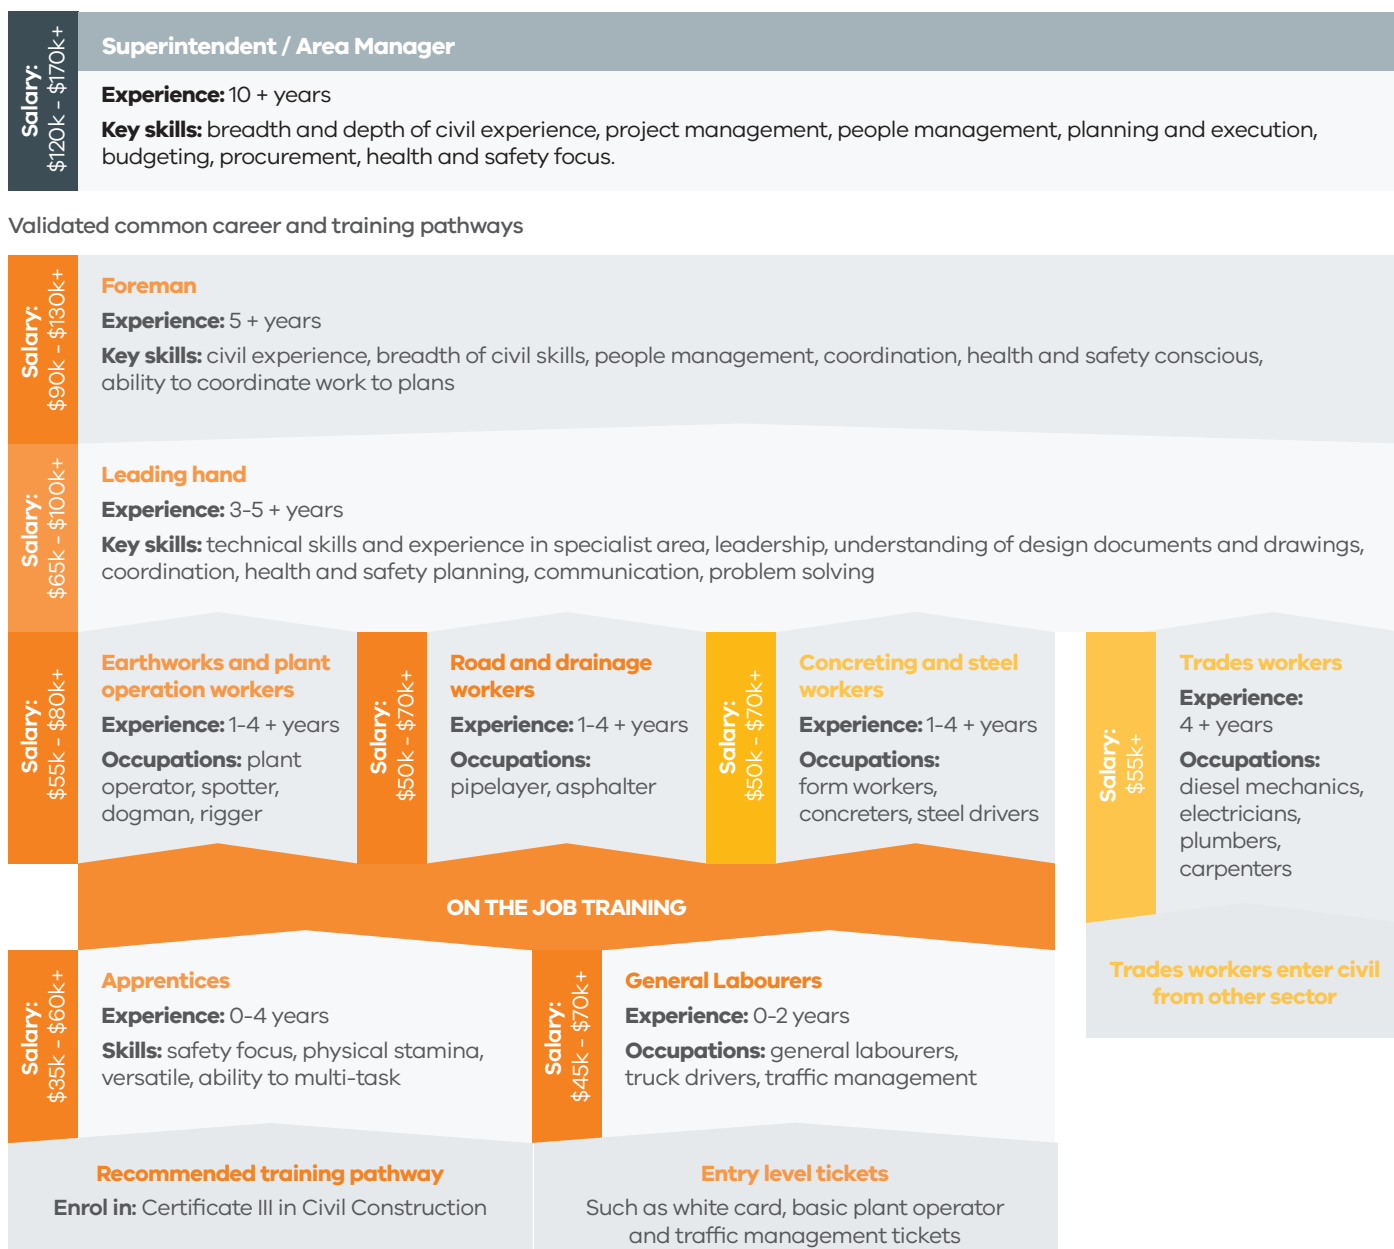 Salary:
$120k - $170k+
Superintendent / Area Manager
Experience: 10 + years
Key skills: breadth and depth of civil experience, project management, people management, planning and execution,
budgeting, procurement, health and safety focus.
Validated common career and training pathways
Salary:
$90k - $130k+
Foreman
Experience: 5 + years
Key skills: civil experience, breadth of civil skills, people management, coordination, health and safety conscious,
ability to coordinate work to plans
Salary:
$65k - $100k+
Leading hand
Experience: 3-5 + years
Key skills: technical skills and experience in specialist area, leadership, understanding of design documents and drawings,
coordination, health and safety planning, communication, problem solving
Salary:
$55k - $80k+
Earthworks and plant
operation workers
Experience: 1-4 + years
Occupations: plant
operator, spotter,
dogman, rigger
Salary:
$50k - $70k+
Road and drainage
workers
Experience: 1-4 + years
Occupations:
pipelayer, asphalter
Salary:
$50k - $70k+
Concreting and steel
workers
Experience: 1-4 + years
Occupations:
form workers,
concreters, steel drivers
Salary:
$55k+
Trades workers
Experience:
4 + years
Occupations:
diesel mechanics,
electricians,
plumbers,
carpenters
ON THE JOB TRAINING
Trades workers enter civil
from other sector
Salary:
$35k - $60k+
Apprentices
Experience: 0-4 years
Skills: safety focus, physical stamina,
versatile, ability to multi-task
Salary:
$45k - $70k+
General Labourers
Experience: 0-2 years
Occupations: general labourers,
truck drivers, traffic management
Recommended training pathway
Enrol in: Certificate III in Civil Construction
Entry level tickets
Such as white card, basic plant operator
and traffic management tickets